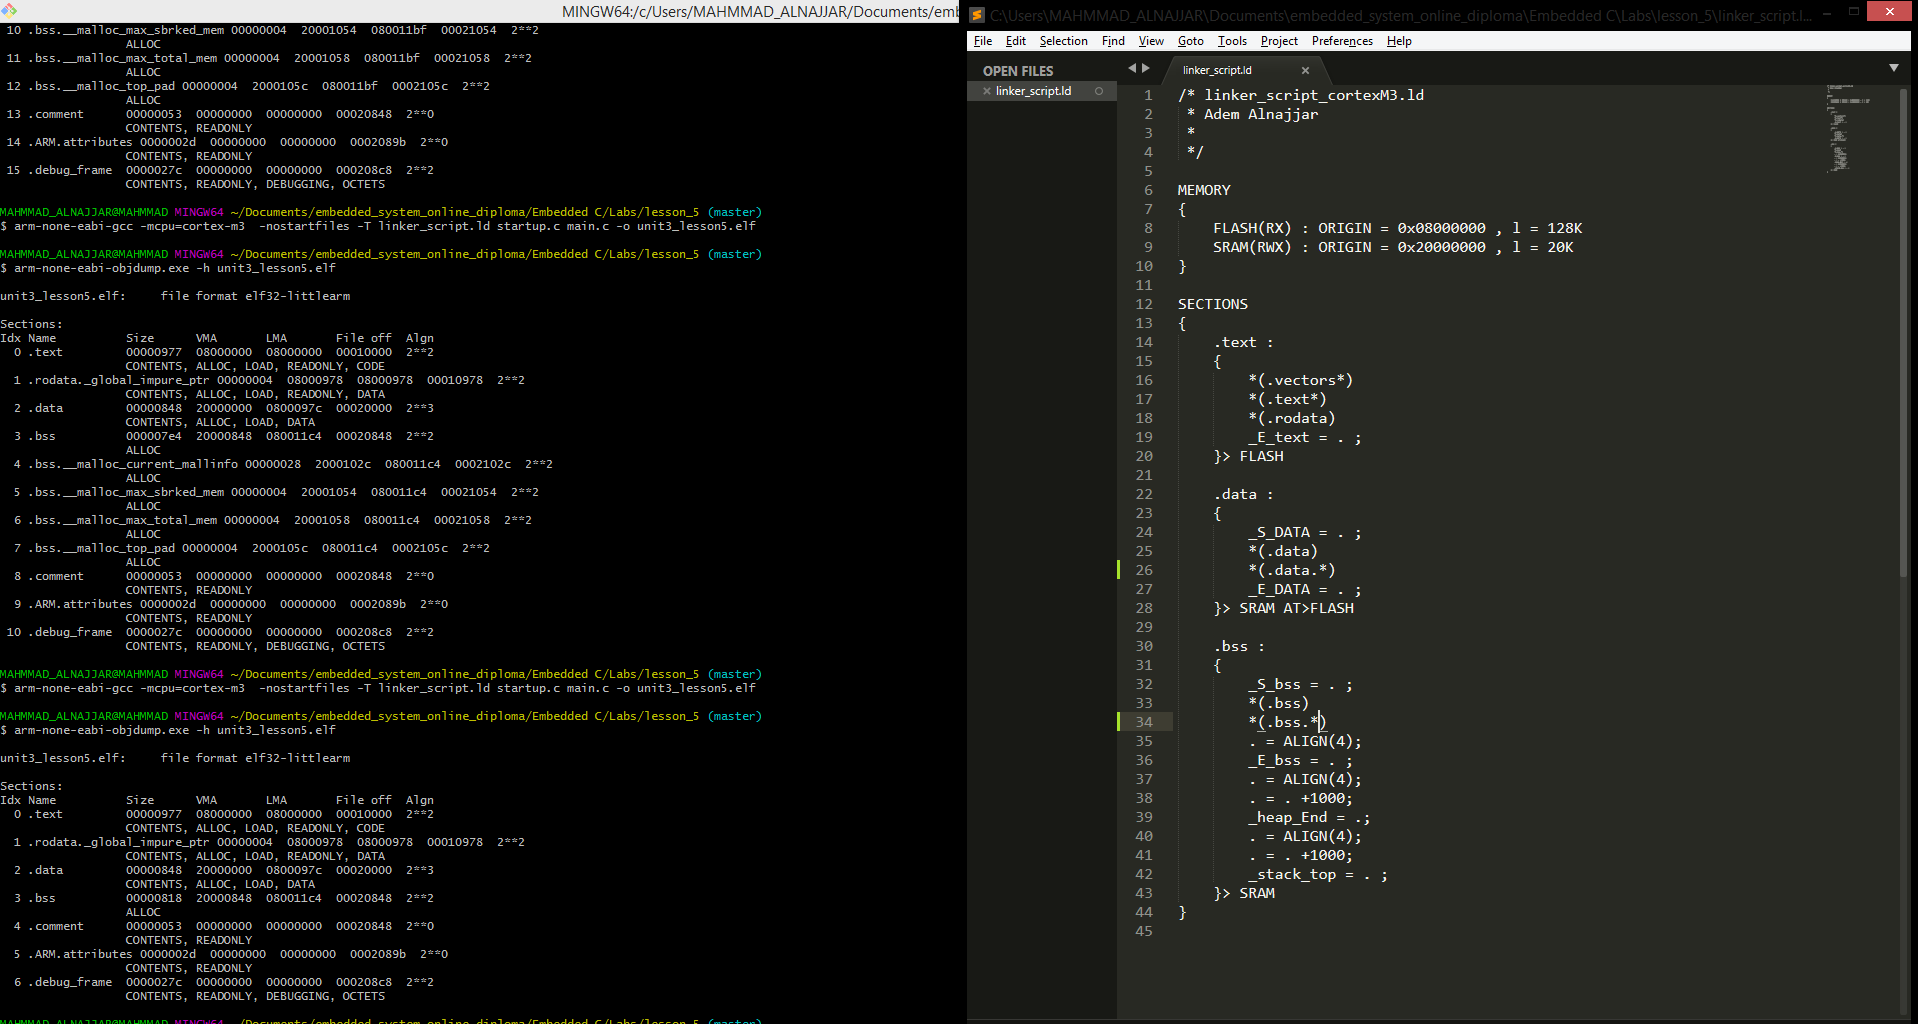 MINGW64:/c/Users/MAHMMAD_ALNAJJAR/Documents/emb
10 .bss.__malloc_max_sbrked_mem 00000004  20001054  080011bf  00021054  2**2
ALLOC
11 .bss.__malloc_max_total_mem 00000004  20001058  080011bf  00021058  2**2
ALLOC
12 .bss.__malloc_top_pad 00000004  2000105c  080011bf  0002105c  2**2
ALLOC
13 .comment      00000053  00000000  00000000  00020848  2**0
CONTENTS, READONLY
14 .ARM.attributes 0000002d  00000000  00000000  0002089b  2**0
CONTENTS, READONLY
15 .debug_frame  0000027c  00000000  00000000  000208c8  2**2
CONTENTS, READONLY, DEBUGGING, OCTETS
MAHMMAD_ALNAJJAR@MAHMMAD MINGW64 ~/Documents/embedded_system_online_diploma/Embedded C/Labs/lesson_5 (master)
$ arm-none-eabi-gcc -mcpu=cortex-m3  -nostartfiles -T linker_script.ld startup.c main.c -o unit3_lesson5.elf
MAHMMAD_ALNAJJAR@MAHMMAD MINGW64 ~/Documents/embedded_system_online_diploma/Embedded C/Labs/lesson_5 (master)
$ arm-none-eabi-objdump.exe -h unit3_lesson5.elf
unit3_lesson5.elf:     file format elf32-littlearm
Sections:
Idx Name          Size      VMA       LMA       File off  Algn
0 .text         00000977  08000000  08000000  00010000  2**2
CONTENTS, ALLOC, LOAD, READONLY, CODE
1 .rodata._global_impure_ptr 00000004  08000978  08000978  00010978  2**2
CONTENTS, ALLOC, LOAD, READONLY, DATA
2 .data         00000848  20000000  0800097c  00020000  2**3
CONTENTS, ALLOC, LOAD, DATA
3 .bss          000007e4  20000848  080011c4  00020848  2**2
ALLOC
4 .bss.__malloc_current_mallinfo 00000028  2000102c  080011c4  0002102c  2**2
ALLOC
5 .bss.__malloc_max_sbrked_mem 00000004  20001054  080011c4  00021054  2**2
ALLOC
6 .bss.__malloc_max_total_mem 00000004  20001058  080011c4  00021058  2**2
ALLOC
7 .bss.__malloc_top_pad 00000004  2000105c  080011c4  0002105c  2**2
ALLOC
8 .comment      00000053  00000000  00000000  00020848  2**0
CONTENTS, READONLY
9 .ARM.attributes 0000002d  00000000  00000000  0002089b  2**0
CONTENTS, READONLY
10 .debug_frame  0000027c  00000000  00000000  000208c8  2**2
CONTENTS, READONLY, DEBUGGING, OCTETS
MAHMMAD_ALNAJJAR@MAHMMAD MINGW64 ~/Documents/embedded_system_online_diploma/Embedded C/Labs/lesson_5 (master)
$ arm-none-eabi-gcc -mcpu=cortex-m3  -nostartfiles -T linker_script.ld startup.c main.c -o unit3_lesson5.elf
MAHMMAD_ALNAJJAR@MAHMMAD MINGW64 ~/Documents/embedded_system_online_diploma/Embedded C/Labs/lesson_5 (master)
$ arm-none-eabi-objdump.exe -h unit3_lesson5.elf
unit3_lesson5.elf:     file format elf32-littlearm
Sections:
Idx Name          Size      VMA       LMA       File off  Algn
0 .text         00000977  08000000  08000000  00010000  2**2
CONTENTS, ALLOC, LOAD, READONLY, CODE
1 .rodata._global_impure_ptr 00000004  08000978  08000978  00010978  2**2
CONTENTS, ALLOC, LOAD, READONLY, DATA
2 .data         00000848  20000000  0800097c  00020000  2**3
CONTENTS, ALLOC, LOAD, DATA
3 .bss          00000818  20000848  080011c4  00020848  2**2
ALLOC
4 .comment      00000053  00000000  00000000  00020848  2**0
CONTENTS, READONLY
5 .ARM.attributes 0000002d  00000000  00000000  0002089b  2**0
CONTENTS, READONLY
6 .debug_frame  0000027c  00000000  00000000  000208c8  2**2
CONTENTS, READONLY, DEBUGGING, OCTETS
MAHMMAD_ALNAJJAR@MAHMMAD MINGW64 ~/Documents/embedded_system_online_diploma/Embedded C/Labs/lesson_5 (master)
C:\Users\MAHMMAD_ALNAJJAR\Documents\embedded_system_online_diploma\Embedded C\Labs\lesson_5\linker_script.l...
File Edit Selection Find View Goto Tools Project Preferences Help
OPEN FILES
linker_script.ld
linker_script.ld
1 /* linker_script_cortexM3.ld
2 * Adem Alnajjar
3 *
4 */
5
6 MEMORY
7 {
8 FLASH(RX) : ORIGIN = 0x08000000 , l = 128K
9 SRAM(RWX) : ORIGIN = 0x20000000 , l = 20K
10 }
11
12 SECTIONS
13 {
14 .text :
15 {
16 *(.vectors*)
17 *(.text*)
18 *(.rodata)
19 _E_text = . ;
20 }> FLASH
21
22 .data :
23 {
24 _S_DATA = . ;
25 *(.data)
26 *(.data.*)
27 _E_DATA = . ;
28 }> SRAM AT>FLASH
29
30 .bss :
31 {
32 _S_bss = . ;
33 *(.bss)
34 *(.bss.*)
35 . = ALIGN(4);
36 _E_bss = . ;
37 . = ALIGN(4);
38 . = . +1000;
39 _heap_End = .;
40 . = ALIGN(4);
41 . = . +1000;
42 _stack_top = . ;
43 }> SRAM
44 }
45